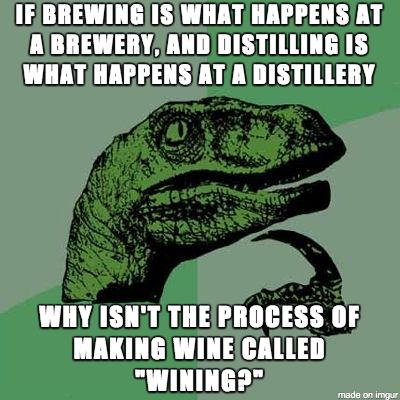 IF BREWING IS WHAT HAPPENS AT
A BREWERY, AND DISTILLING IS
WHAT HAPPENS AT A DISTILLERY
WHY ISN'T THE PROCESS OF
MAKING WINE CALLED
"WINING?"
made on imgur